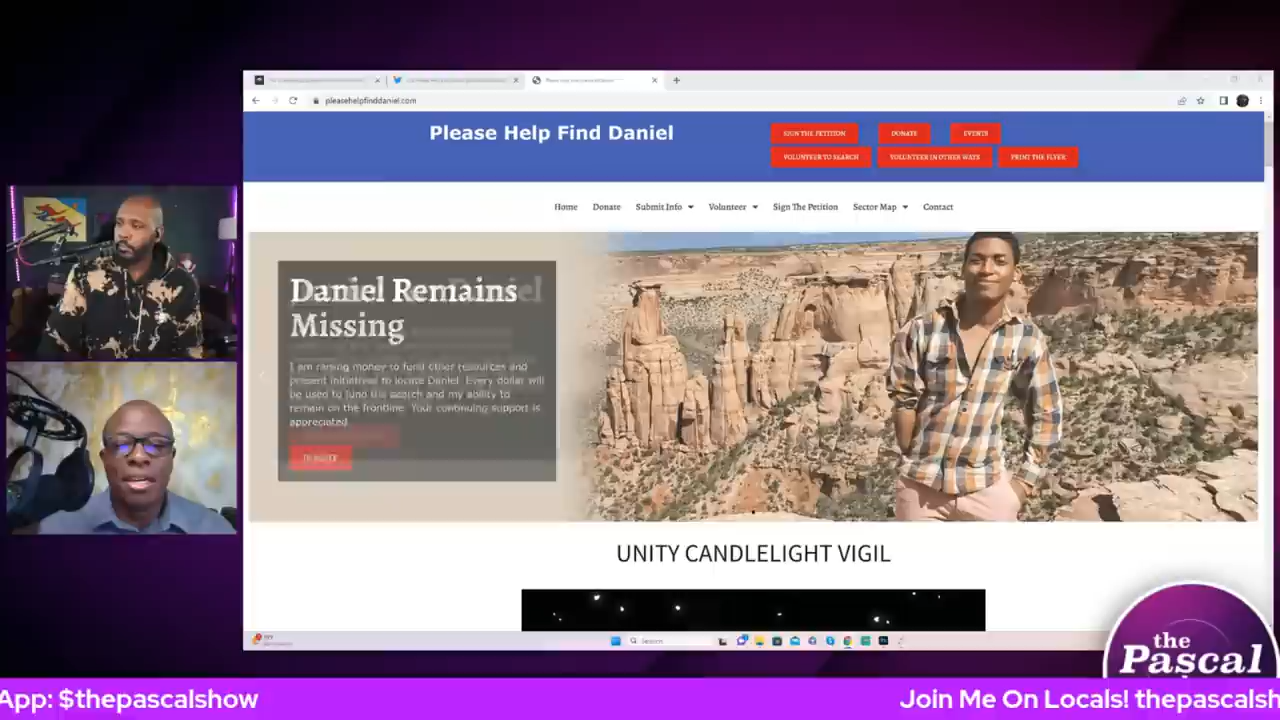 pleasehelpfinddaniel.com
Please Help Find Daniel
SIGN THE PETITION DONATE EVENTS
VOLUNTEER TO SEARCH VOLUNTEER IN OTHER WAYS PRINT THE FLYER
Home Donate Submit Info Volunteer Sign The Petition Sector Map Contact
Daniel Remains
Missing
I am raising money to fund other resources and
present initiatives to locate Daniel. Every dollar will
be used to fund the search and my ability to
remain on the frontline. Your continuing support is
appreciated.
DONATE
UNITY CANDLELIGHT VIGIL
Search
the
Pascal
App: $thepascalshow
Join Me On Locals! thepascalsh